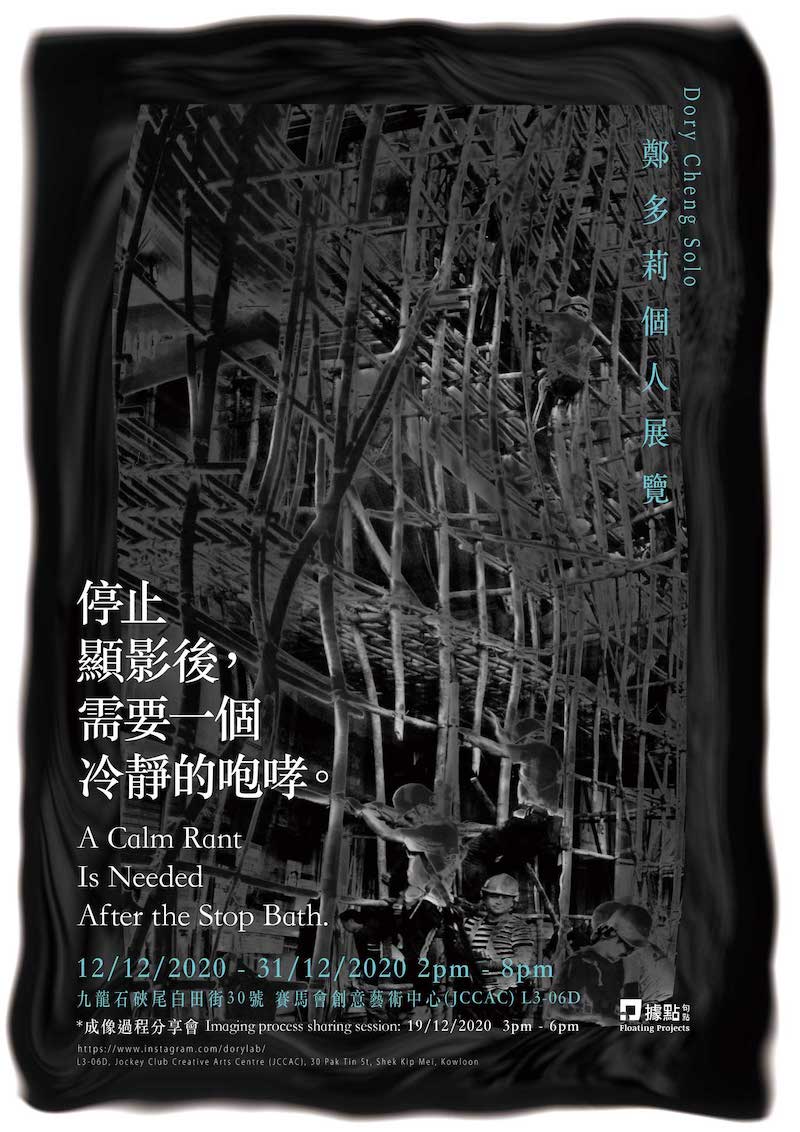 Dory Cheng Solo
鄭多莉個人展覽
停止
顯影後，
需要一個
冷靜的咆哮。
A Calm Rant
Is Needed
After the Stop Bath.
12/12/2020 - 31/12/2020 2pm - 8pm
九龍石硤尾白田街30號 賽馬會創意藝術中心(JCCAC) L3-06D
*成像過程分享會 Imaging process sharing session: 19/12/2020 3pm - 6pm
據點句點
Floating Projects
https://www.instagram.com/dorylab/
L3-06D, Jockey Club Creative Arts Centre (JCCAC), 30 Pak Tin St, Shek Kip Mei, Kowloon